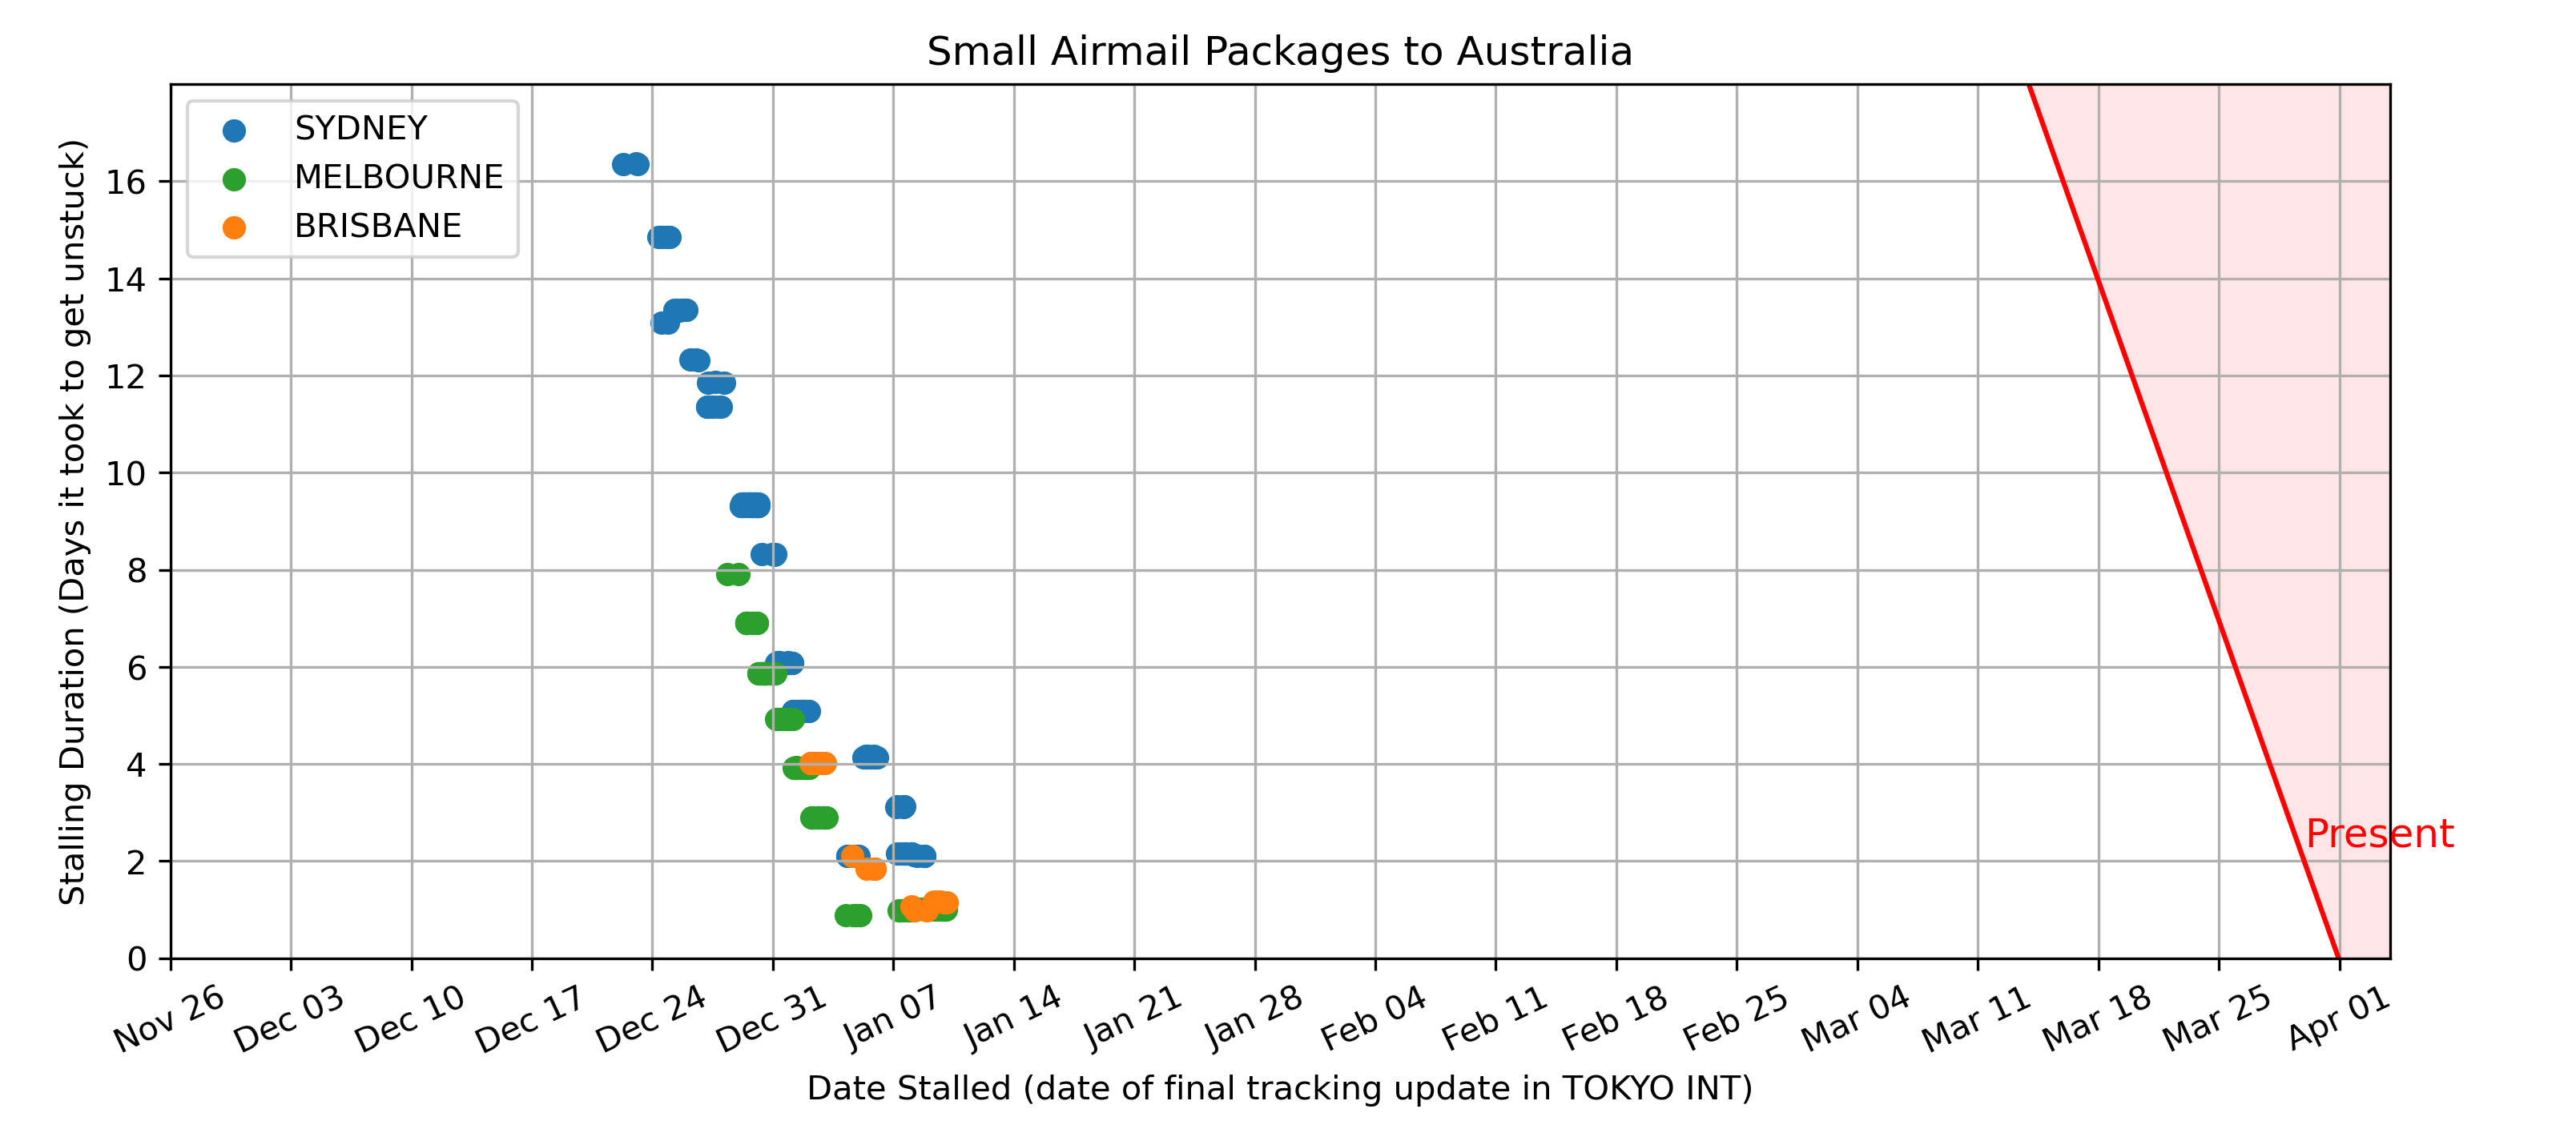 Small Airmail Packages to Australia
SYDNEY
MELBOURNE
BRISBANE
Stalling Duration (Days it took to get unstuck)
16
14
12
10
8
6
4
2
0
Present
Nov 26 Dec 03 Dec 10 Dec 17 Dec 24 Dec 31 Jan 07 Jan 14 Jan 21 Jan 28 Feb 04 Feb 11 Feb 18 Feb 25 Mar 04 Mar 11 Mar 18 Mar 25 Apr 01
Date Stalled (date of final tracking update in TOKYO INT)